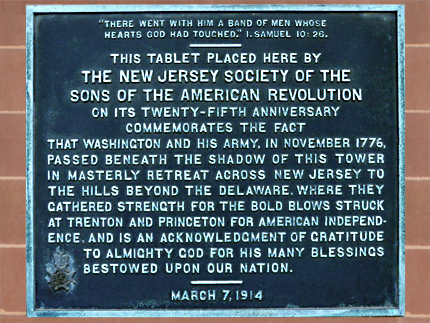 "THERE WENT WITH HIM A BAND OF MEN WHOSE
HEARTS GOD HAD TOUCHED." I. SAMUEL 10: 26.
THIS TABLET PLACED HERE BY
THE NEW JERSEY SOCIETY OF THE
SONS OF THE AMERICAN REVOLUTION
ON ITS TWENTY-FIFTH ANNIVERSARY
COMMEMORATES THE FACT
THAT WASHINGTON AND HIS ARMY, IN NOVEMBER 1776,
PASSED BENEATH THE SHADOW OF THIS TOWER
IN MASTERLY RETREAT ACROSS NEW JERSEY TO
THE HILLS BEYOND THE DELAWARE, WHERE THEY
GATHERED STRENGTH FOR THE BOLD BLOWS STRUCK
AT TRENTON AND PRINCETON FOR AMERICAN INDEPEND-
ENCE, AND IS AN ACKNOWLEDGMENT OF GRATITUDE
TO ALMIGHTY GOD FOR HIS MANY BLESSINGS
BESTOWED UPON OUR NATION.
MARCH 7, 1914